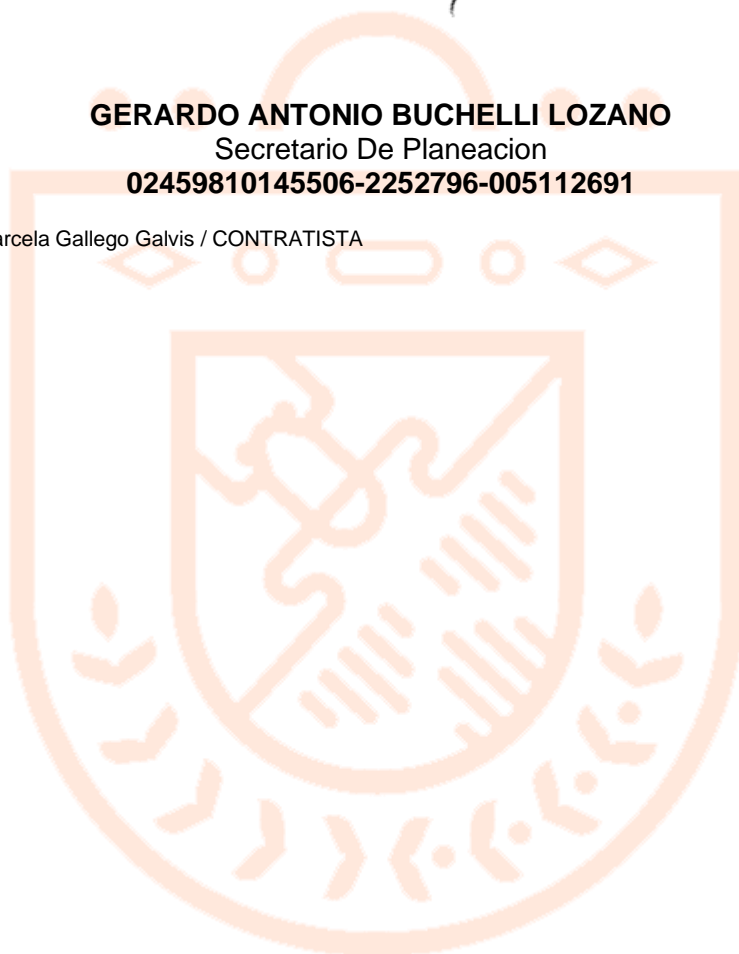 GERARDO ANTONIO BUCHELLI LOZANO
Secretario De Planeacion
02459810145506-2252796-005112691
Gallego Galvis / CONTRATISTA